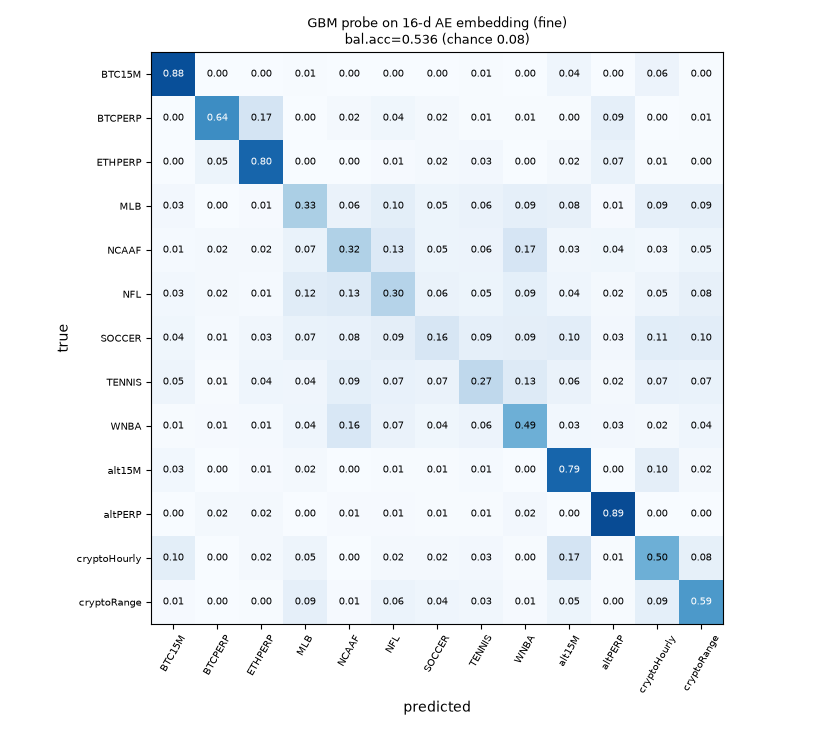 GBM probe on 16-d AE embedding (fine)
bal.acc=0.536 (chance 0.08)
true
BTC15M 0.88 0.00 0.00 0.01 0.00 0.00 0.00 0.01 0.00 0.04 0.00 0.06 0.00
BTCPERP 0.00 0.64 0.17 0.00 0.02 0.04 0.02 0.01 0.01 0.00 0.09 0.00 0.01
ETHPERP 0.00 0.05 0.80 0.00 0.00 0.01 0.02 0.03 0.00 0.02 0.07 0.01 0.00
MLB 0.03 0.00 0.01 0.33 0.06 0.10 0.05 0.06 0.09 0.08 0.01 0.09 0.09
NCAAF 0.01 0.02 0.02 0.07 0.32 0.13 0.05 0.06 0.17 0.03 0.04 0.03 0.05
NFL 0.03 0.02 0.01 0.12 0.13 0.30 0.06 0.05 0.09 0.04 0.02 0.05 0.08
SOCCER 0.04 0.01 0.03 0.07 0.08 0.09 0.16 0.09 0.09 0.10 0.03 0.11 0.10
TENNIS 0.05 0.01 0.04 0.04 0.09 0.07 0.07 0.27 0.13 0.06 0.02 0.07 0.07
WNBA 0.01 0.01 0.01 0.04 0.16 0.07 0.04 0.06 0.49 0.03 0.03 0.02 0.04
alt15M 0.03 0.00 0.01 0.02 0.00 0.01 0.01 0.01 0.00 0.79 0.00 0.10 0.02
altPERP 0.00 0.02 0.02 0.00 0.01 0.01 0.01 0.01 0.02 0.00 0.89 0.00 0.00
cryptoHourly 0.10 0.00 0.02 0.05 0.00 0.02 0.02 0.03 0.00 0.17 0.01 0.50 0.08
cryptoRange 0.01 0.00 0.00 0.09 0.01 0.06 0.04 0.03 0.01 0.05 0.00 0.09 0.59
BTC15M BTCPERP ETHPERP MLB NCAAF NFL SOCCER TENNIS WNBA alt15M altPERP cryptoHourly cryptoRange
predicted